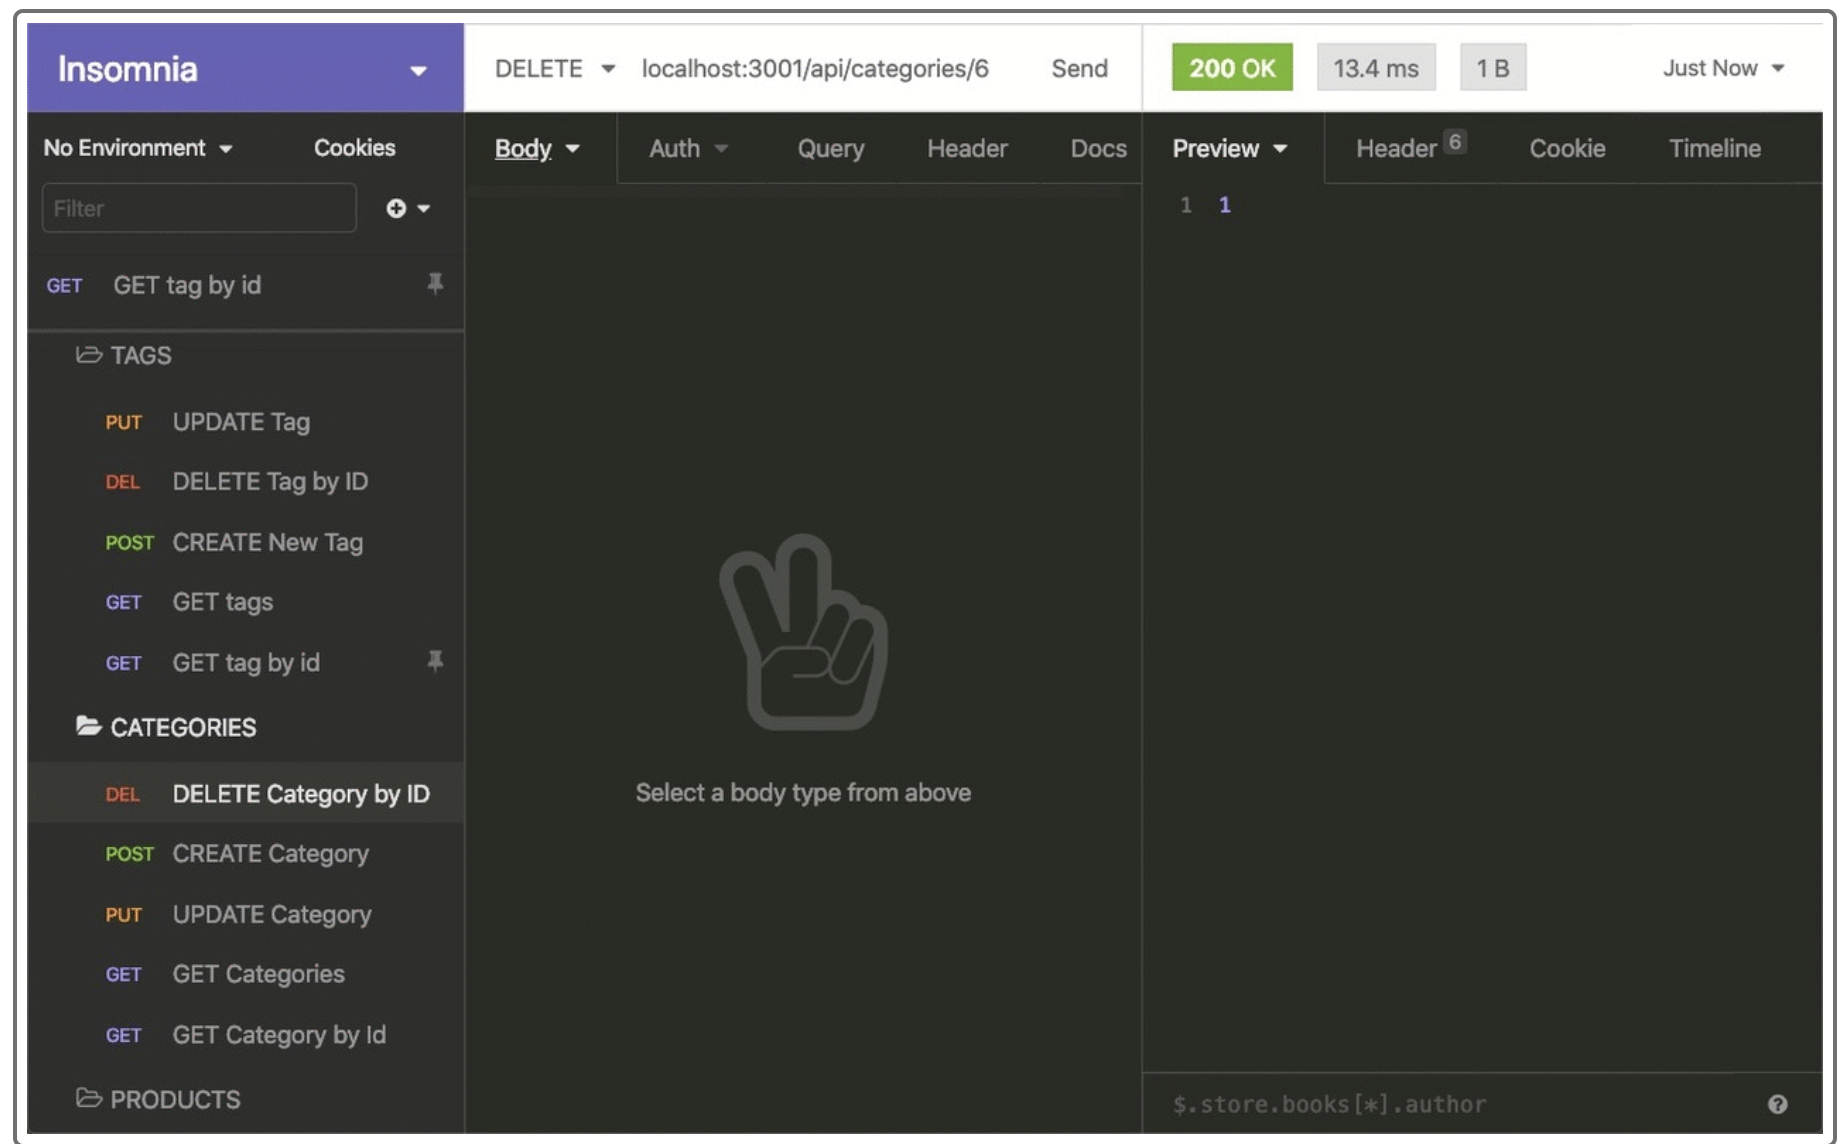 Insomnia
DELETE localhost:3001/api/categories/6 Send
200 OK 13.4 ms 1 B Just Now
No Environment Cookies
Body Auth Query Header Docs
Preview Header 6 Cookie Timeline
Filter
1 1
GET GET tag by id
TAGS
PUT UPDATE Tag
DEL DELETE Tag by ID
POST CREATE New Tag
GET GET tags
GET GET tag by id
CATEGORIES
DEL DELETE Category by ID
POST CREATE Category
PUT UPDATE Category
GET GET Categories
GET GET Category by Id
PRODUCTS
Select a body type from above
$.store.books[*].author